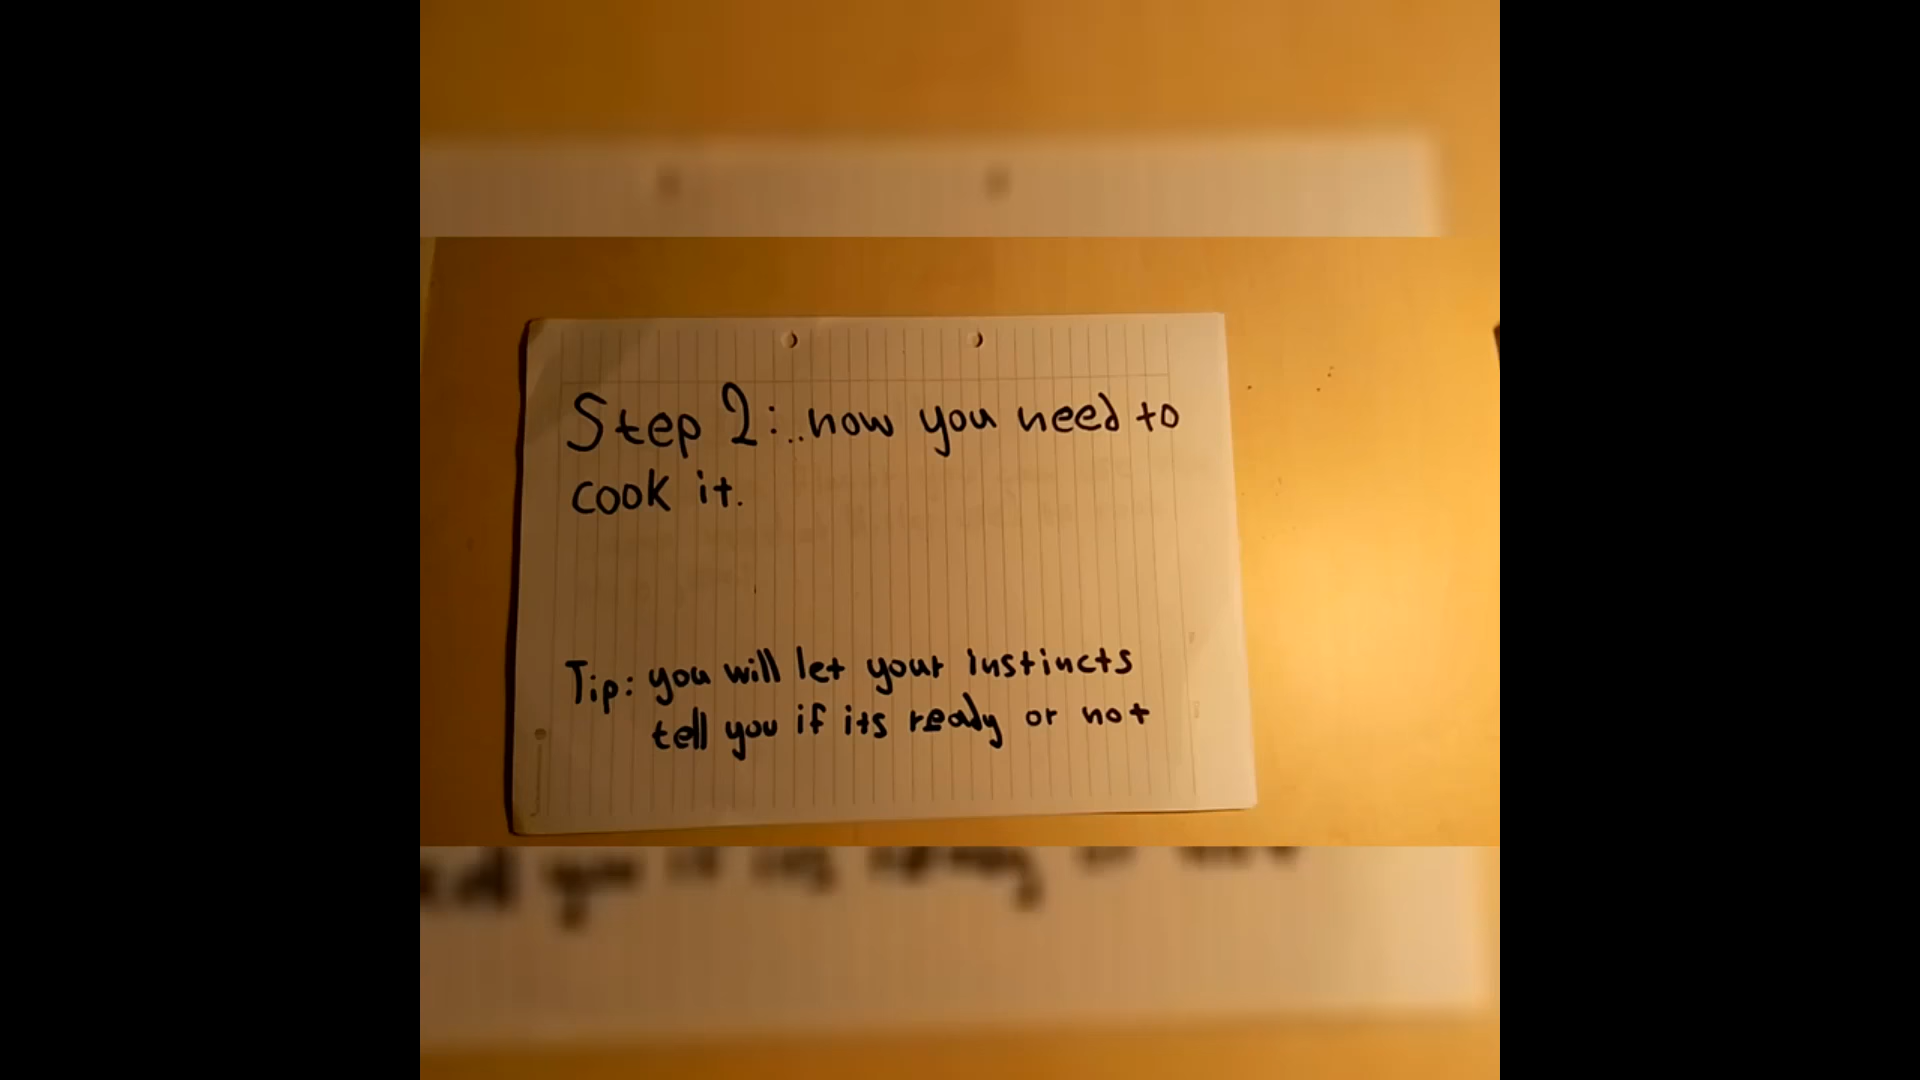 Step 2:..now you need to
cook it.
Tip: you will let your instincts
tell you if its ready or not